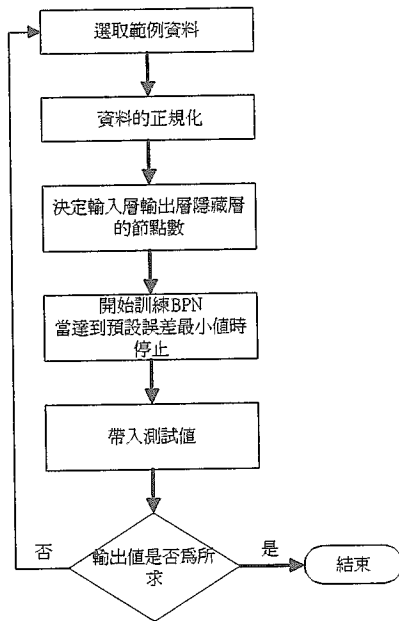 選取範例資料
資料的正規化
決定輸入層輸出層隱藏層
的節點數
開始訓練BPN
當達到預設誤差最小值時
停止
帶入測試值
輸出值是否為所
求
否
是
結束